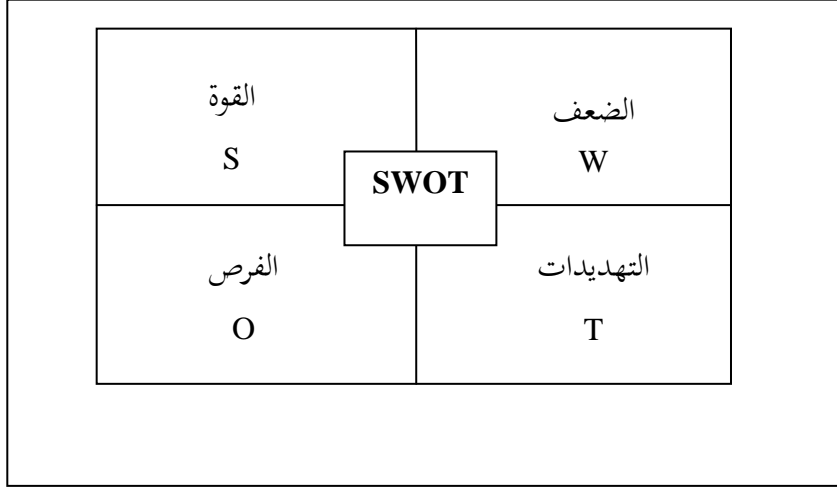 القوة
S
الضعف
W
SWOT
الفرص
O
التهديدات
T